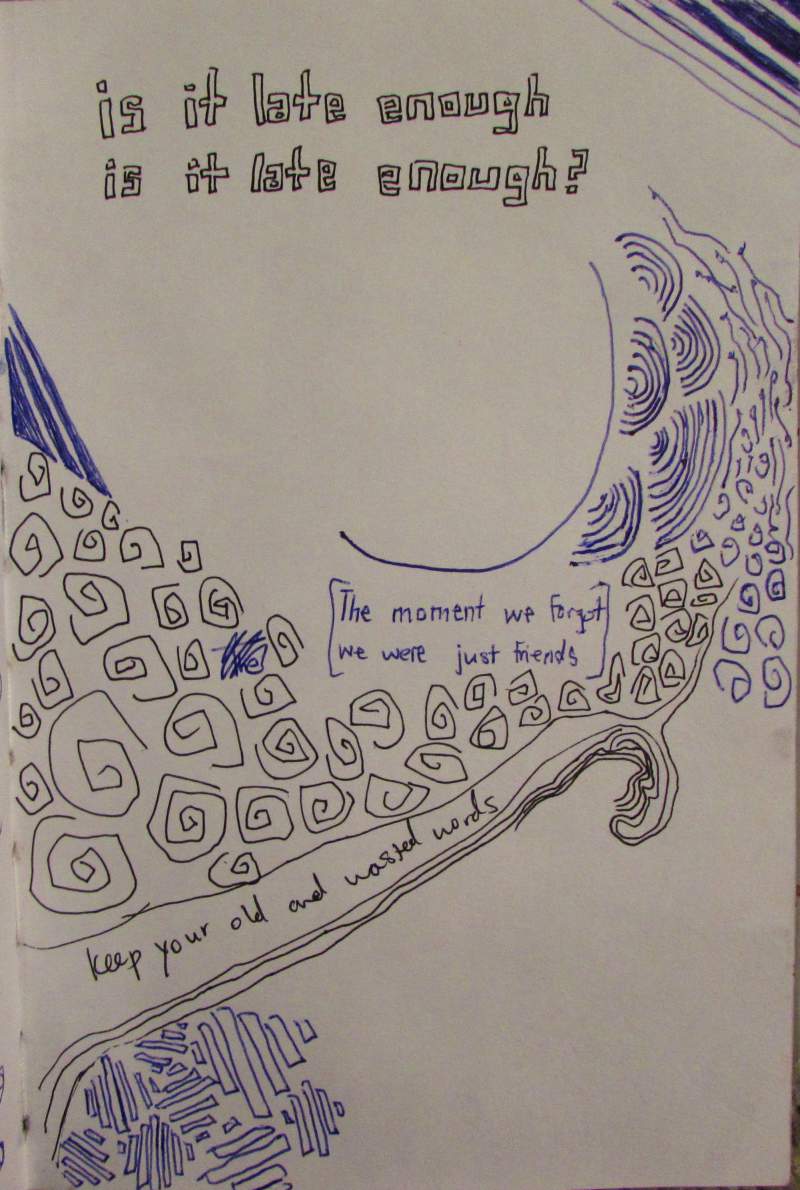 is it late enough
is it late enough?
[The moment we forgot
we were just friends]
keep your old and wasted words